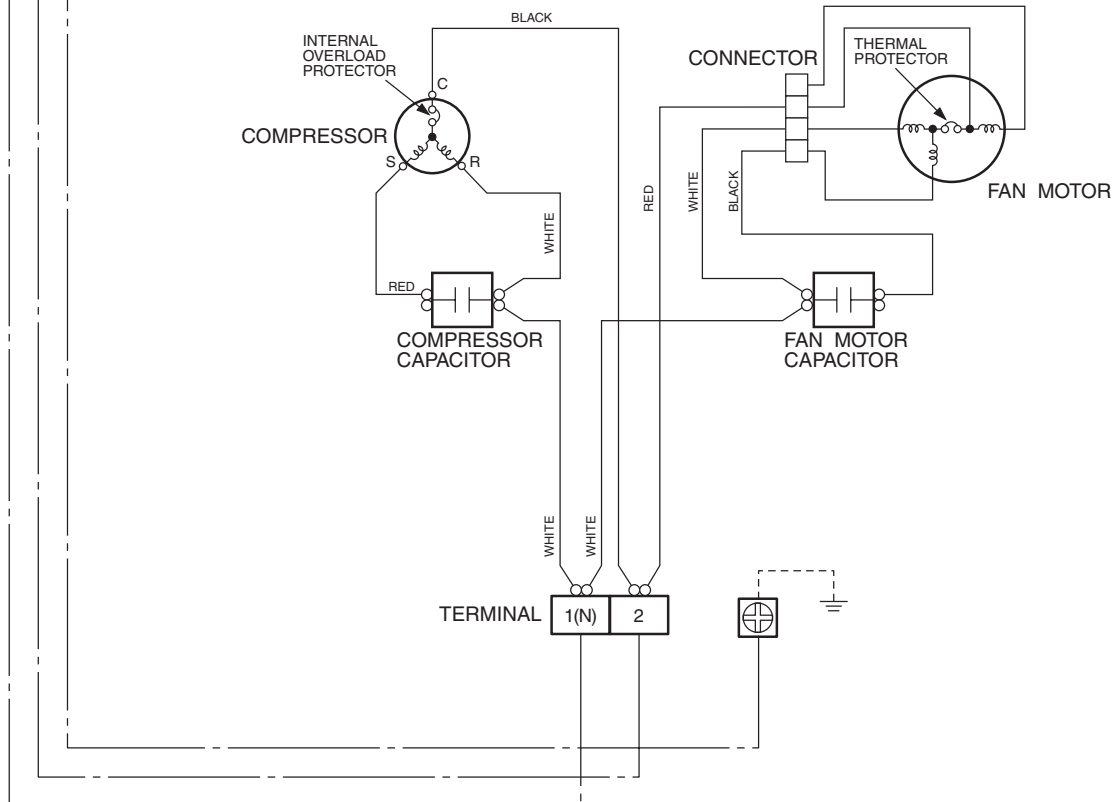 BLACK
INTERNAL
OVERLOAD
PROTECTOR
C
COMPRESSOR
S
R
CONNECTOR
THERMAL
PROTECTOR
FAN MOTOR
RED
WHITE
BLACK
WHITE
RED
COMPRESSOR
CAPACITOR
FAN MOTOR
CAPACITOR
WHITE
WHITE
TERMINAL
1(N)
2